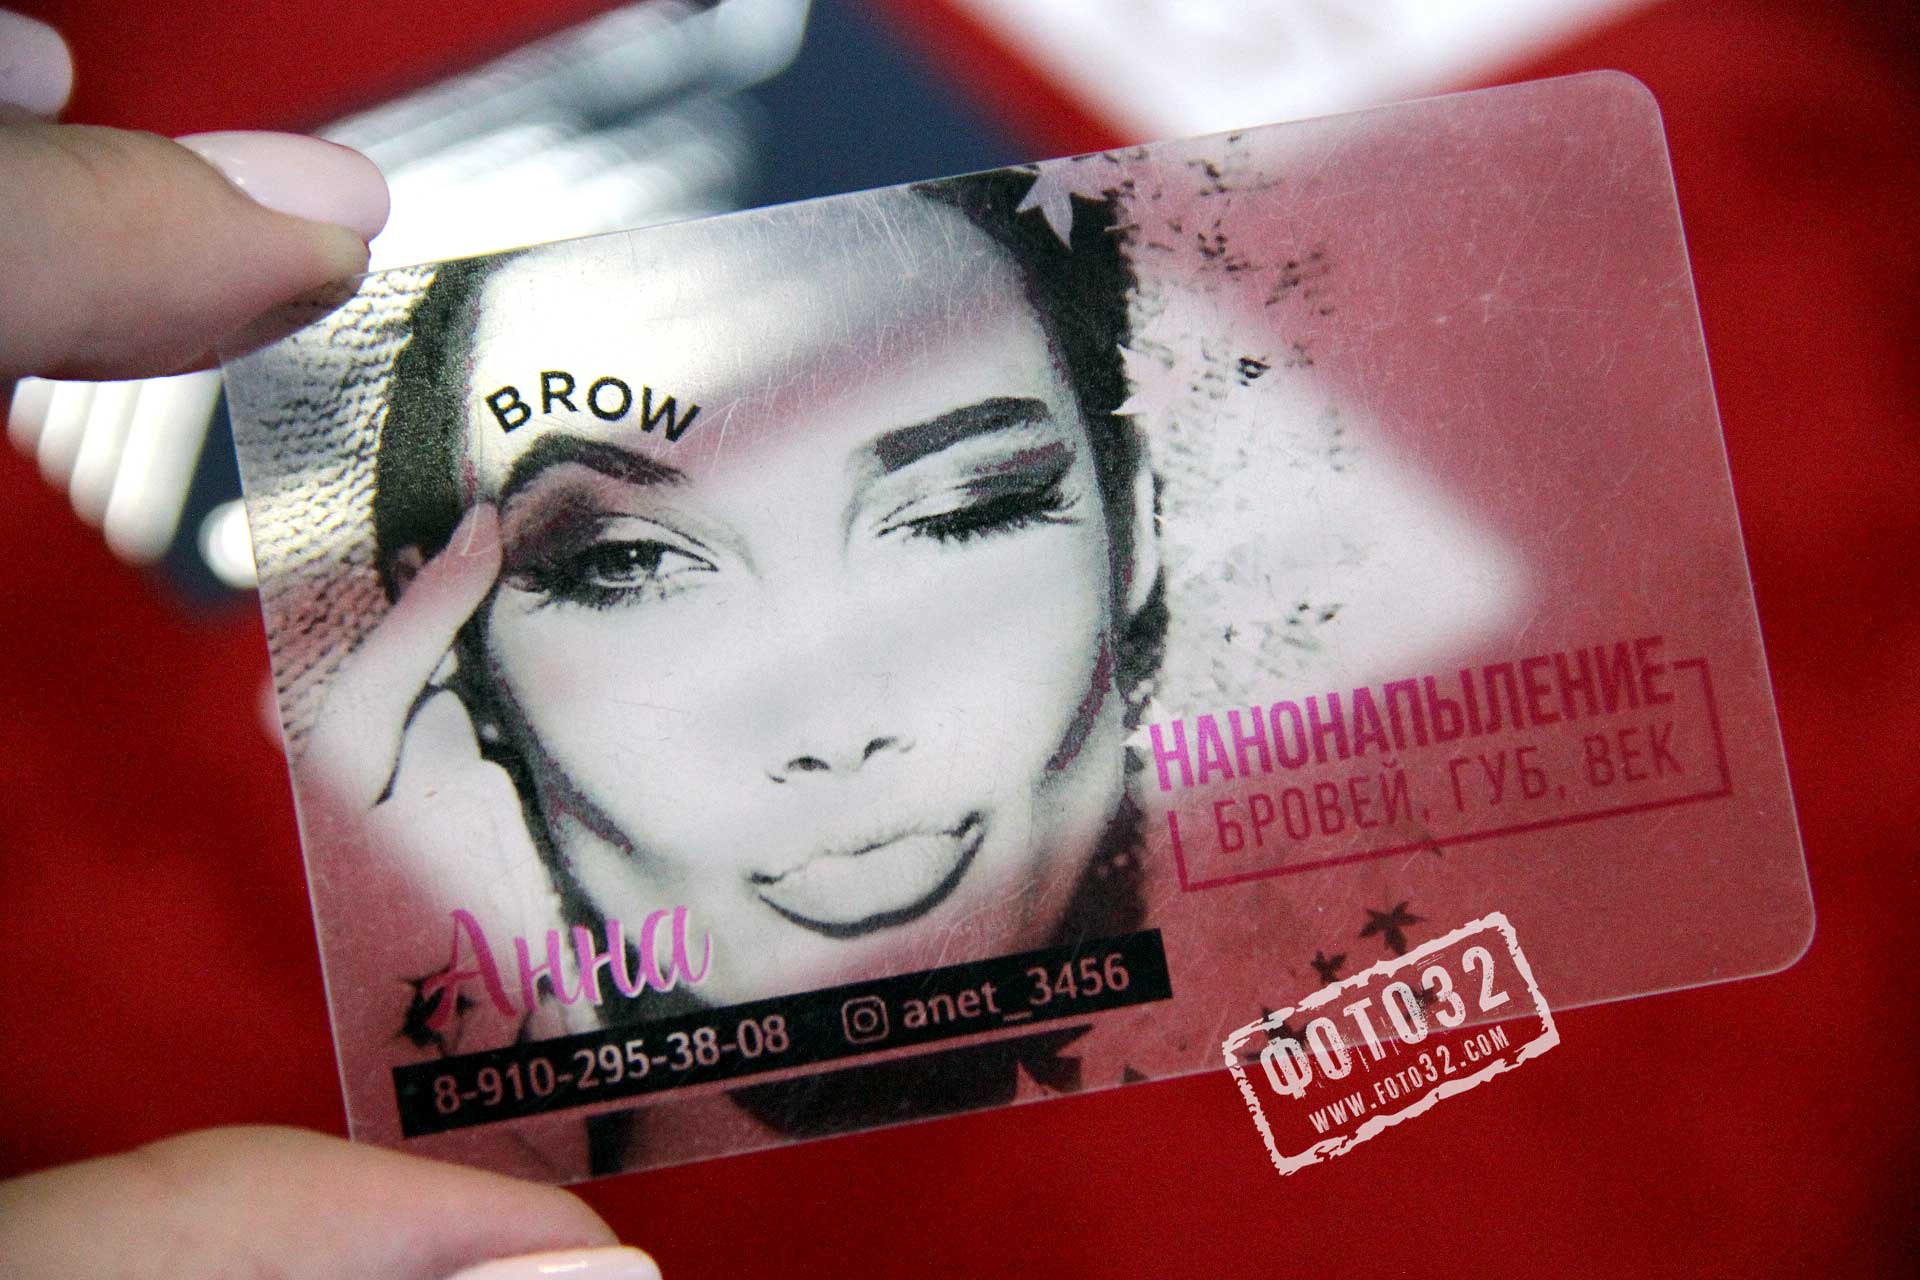 BROW
НАНОНАПЫЛЕНИЕ
БРОВЕЙ, ГУБ, ВЕК
Анна
8-910-295-38-08 anet_3456
ФОТО32
WWW.FOTO32.COM